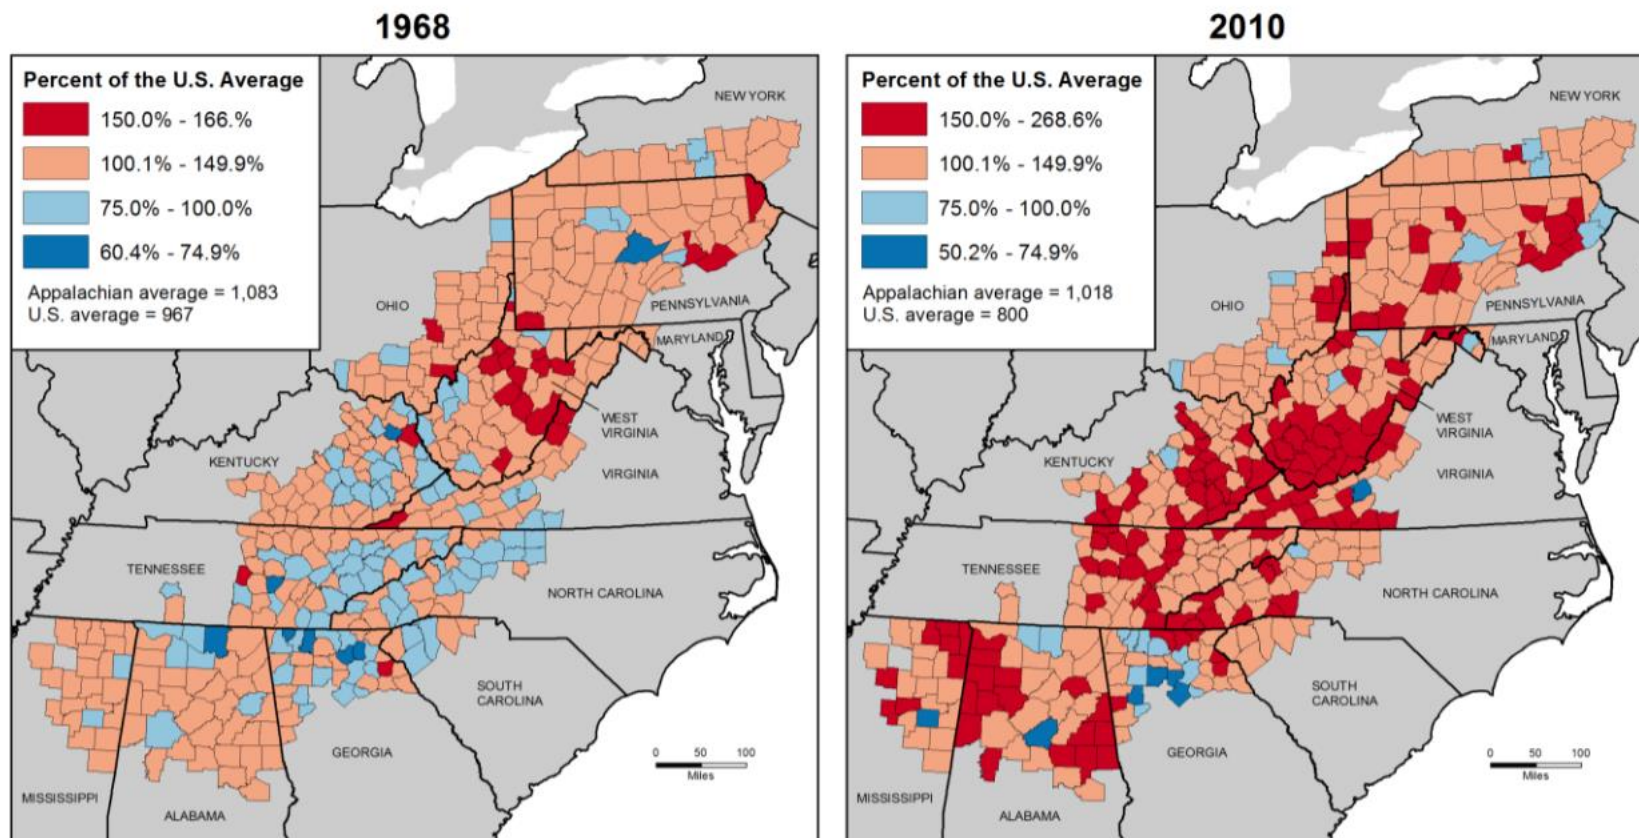 1968
Percent of the U.S. Average
150.0% - 166.%
100.1% - 149.9%
75.0% - 100.0%
60.4% - 74.9%
Appalachian average = 1,083
U.S. average = 967
NEW YORK
OHIO
PENNSYLVANIA
MARYLAND
WEST
VIRGINIA
KENTUCKY
VIRGINIA
TENNESSEE
NORTH CAROLINA
SOUTH
CAROLINA
GEORGIA
0 50 100
Miles
MISSISSIPPI
ALABAMA
2010
Percent of the U.S. Average
150.0% - 268.6%
100.1% - 149.9%
75.0% - 100.0%
50.2% - 74.9%
Appalachian average = 1,018
U.S. average = 800
NEW YORK
OHIO
PENNSYLVANIA
MARYLAND
WEST
VIRGINIA
KENTUCKY
VIRGINIA
TENNESSEE
NORTH CAROLINA
SOUTH
CAROLINA
GEORGIA
0 50 100
Miles
MISSISSIPPI
ALABAMA